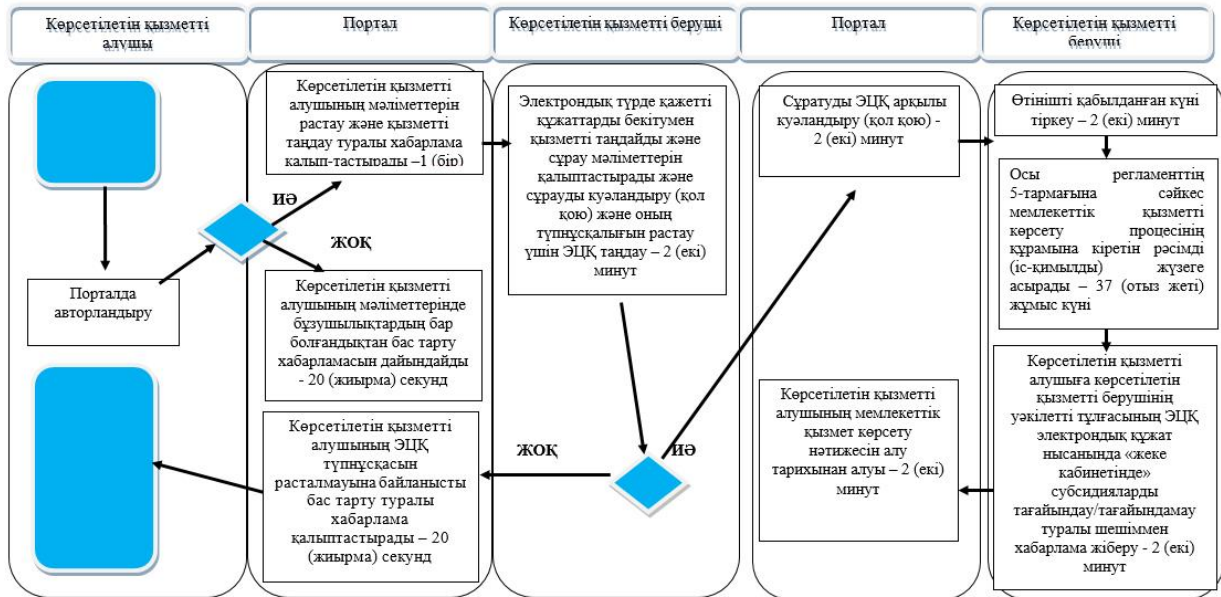 Көрсетілетін қызметті
алушы
Портал
Көрсетілетін қызметті беруші
Портал
Көрсетілетін қызметті
беруші
Порталда
авторландыру
Көрсетілетін қызметті
алушының мәліметтерін
растау және қызметті
таңдау туралы хабарлама
қалып-тастырады –1 (бір)
ИӘ
ЖОҚ
Көрсетілетін қызметті
алушының мәліметтерінде
бұзушылықтардың бар
болғандықтан бас тарту
хабарламасын дайындайды
- 20 (жиырма) секунд
Көрсетілетін қызметті
алушының ЭЦҚ
түпнұсқасын
расталмауына байланысты
бас тарту туралы
хабарлама
қалыптастырады – 20
(жиырма) секунд
Электрондық түрде қажетті
құжаттарды бекітумен
қызметті таңдайды және
сұрау мәліметтерін
қалыптастырады және
сұрауды куәландыру (қол
қою) және оның
түпнұсқалығын растау
үшін ЭЦҚ таңдау – 2 (екі)
минут
ЖОҚ
ИӘ
Сұратуды ЭЦҚ арқылы
куәландыру (қол қою) -
2 (екі) минут
Көрсетілетін қызметті
алушының мемлекеттік
қызмет көрсету
нәтижесін алу
тарихынан алуы – 2 (екі)
минут
Өтінішті қабылданған күні
тіркеу – 2 (екі) минут
Осы регламенттің
5-тармағына сәйкес
мемлекеттік қызметті
көрсету процесінің
құрамына кіретін рәсімді
(іс-қимылды) жүзеге
асырады – 37 (отыз жеті)
жұмыс күні
Көрсетілетін қызметті
алушыға көрсетілетін
қызметті берушінің
уәкілетті тұлғасының ЭЦҚ
электрондық құжат
нысанында «жеке
кабинетінде»
субсидияларды
тағайындау/тағайындамау
туралы шешіммен
хабарлама жіберу - 2 (екі)
минут